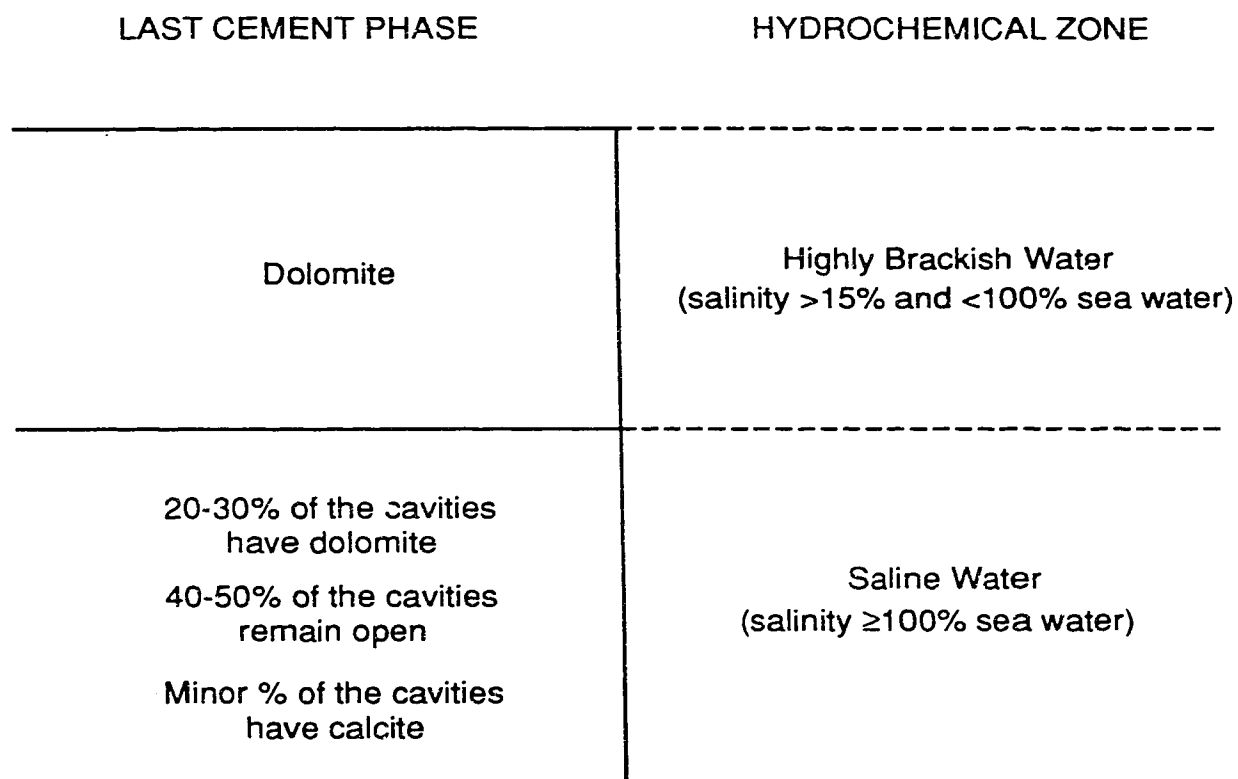 LAST CEMENT PHASE
HYDROCHEMICAL ZONE
Dolomite
Highly Brackish Water
(salinity >15% and <100% sea water)
20-30% of the cavities
have dolomite
40-50% of the cavities
remain open
Minor % of the cavities
have calcite
Saline Water
(salinity ≥100% sea water)